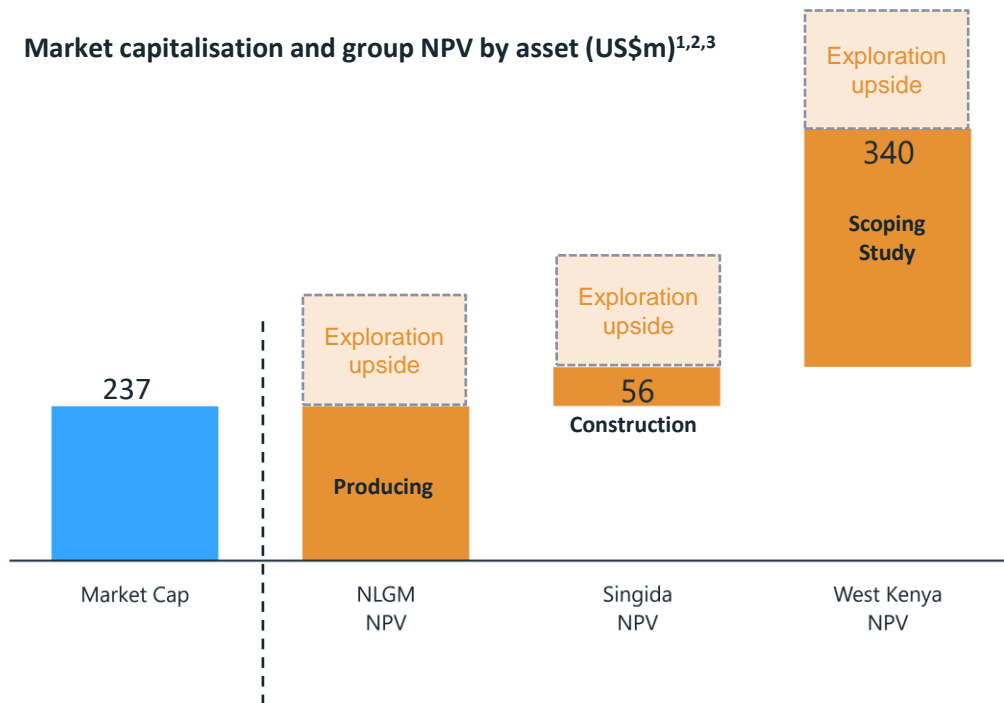 Market capitalisation and group NPV by asset (US$m)1,2,3
Exploration
upside
340
Scoping
Study
Exploration
upside
56
Construction
Exploration
upside
Producing
237
Market Cap
NLGM
NPV
Singida
NPV
West Kenya
NPV